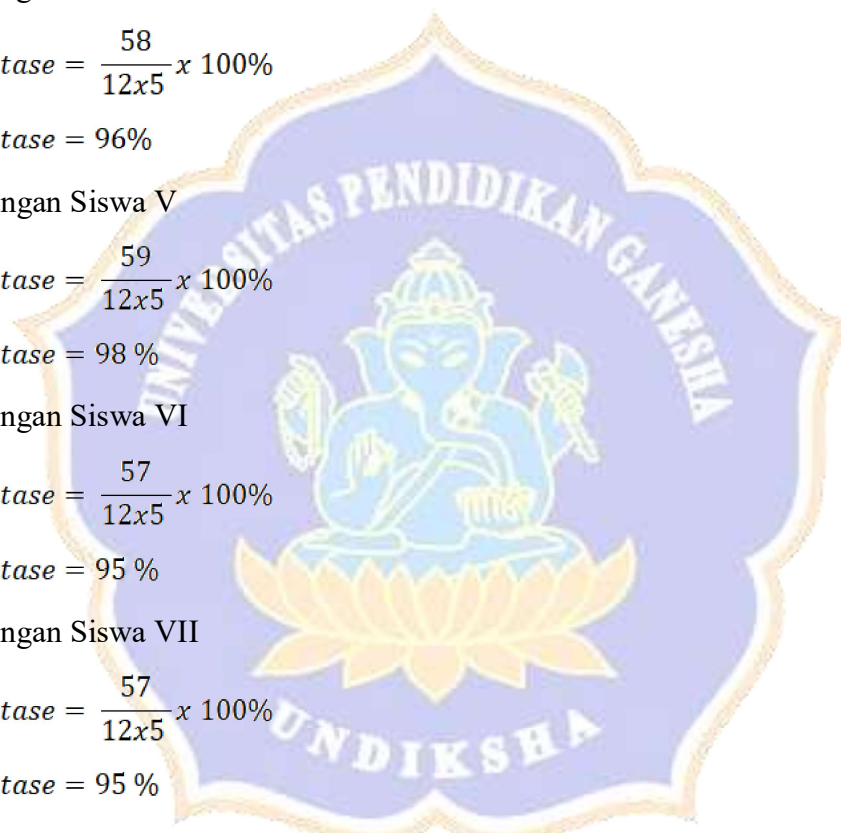 tase = 58/12x5 x 100%
tase = 96%
ngan Siswa V
tase = 59/12x5 x 100%
tase = 98 %
ngan Siswa VI
tase = 57/12x5 x 100%
tase = 95 %
ngan Siswa VII
tase = 57/12x5 x 100%
tase = 95 %
UNIVERSITAS PENDIDIKAN GANESHA
UNDIKSHA